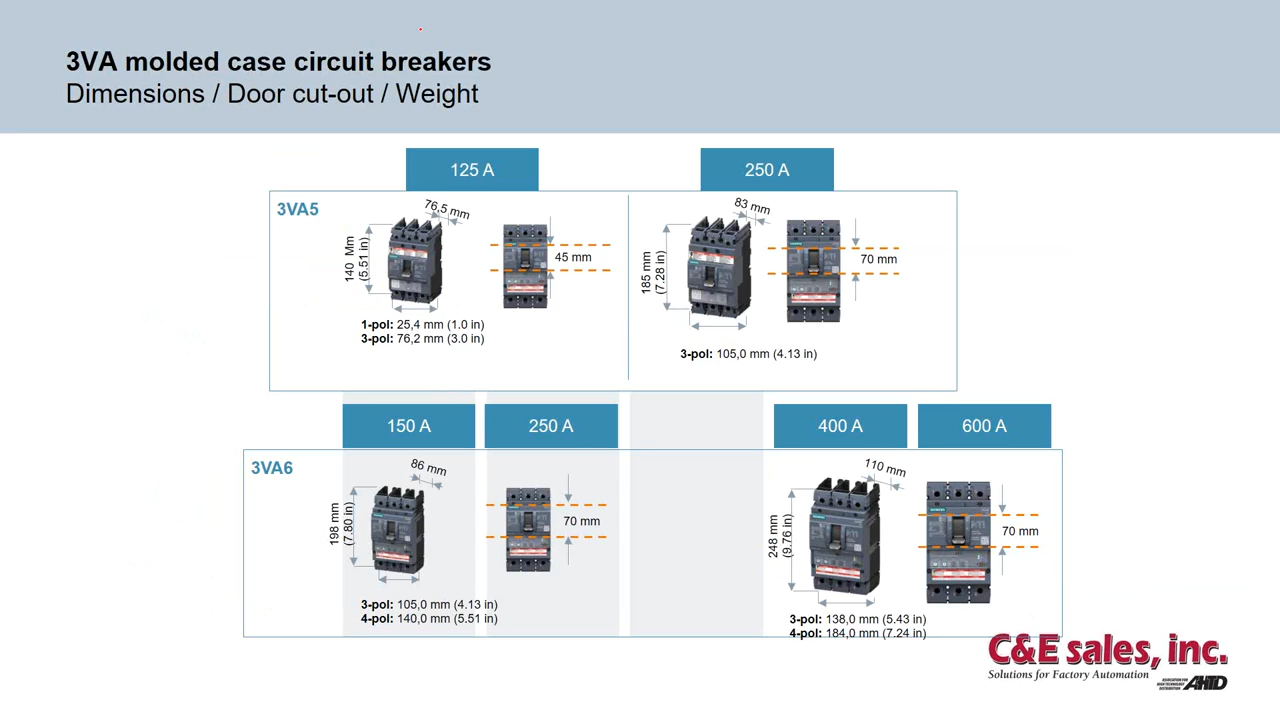 3VA molded case circuit breakers
Dimensions / Door cut-out / Weight
125 A
250 A
3VA5
76,5 mm
140 Mm
(5.51 in)
45 mm
1-pol: 25,4 mm (1.0 in)
3-pol: 76,2 mm (3.0 in)
83 mm
185 mm
(7.28 in)
70 mm
3-pol: 105,0 mm (4.13 in)
150 A
250 A
400 A
600 A
3VA6
86 mm
198 mm
(7.80 in)
70 mm
3-pol: 105,0 mm (4.13 in)
4-pol: 140,0 mm (5.51 in)
110 mm
248 mm
(9.76 in)
70 mm
3-pol: 138,0 mm (5.43 in)
4-pol: 184,0 mm (7.24 in)
C&E sales, inc.
Solutions for Factory Automation
ASSOCIATION FOR
HIGH TECHNOLOGY
DISTRIBUTION
AHTD